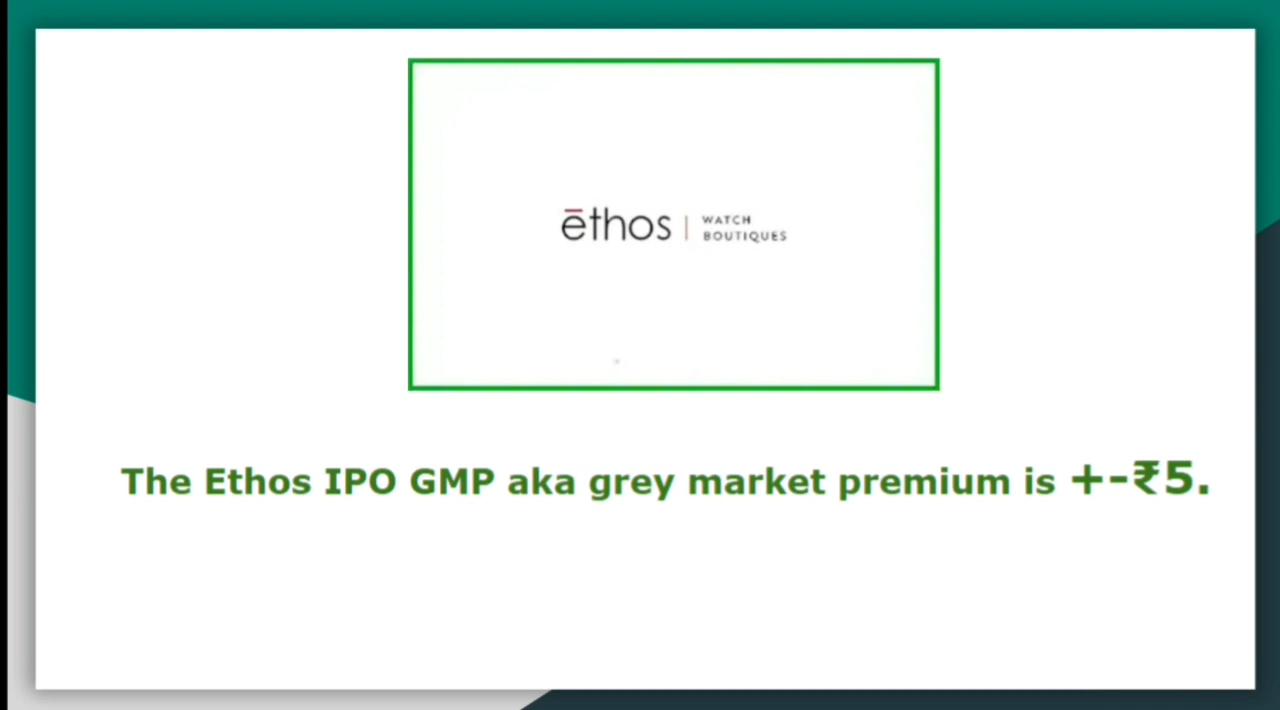 ēthos | WATCH
BOUTIQUES
The Ethos IPO GMP aka grey market premium is +-₹5.